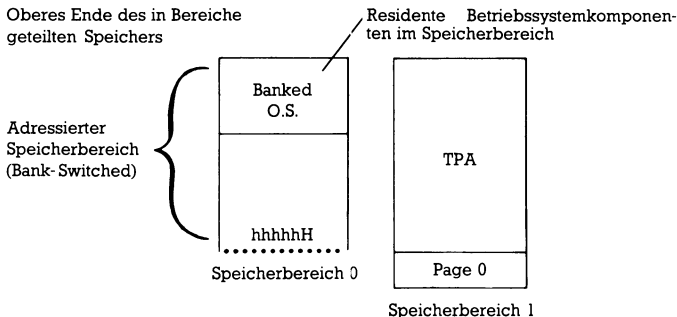 Oberes Ende des in Bereiche
geteilten Speichers
Residente Betriebssystemkomponen-
ten im Speicherbereich
Banked
O.S.
Adressierter
Speicherbereich
(Bank-Switched)
TPA
hhhhhH
Speicherbereich 0
Page 0
Speicherbereich 1